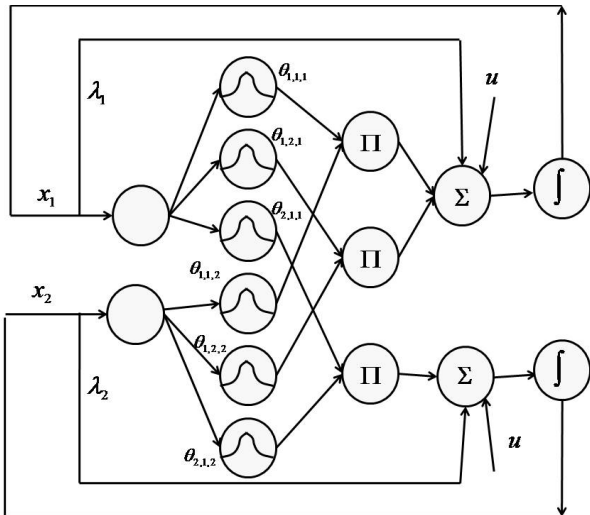 θ1,1,1
u
λ1
θ1,2,1
Π
x1
θ2,1,1
Σ
∫
θ1,1,2
Π
x2
θ1,2,2
λ2
Π
Σ
∫
θ2,1,2
u